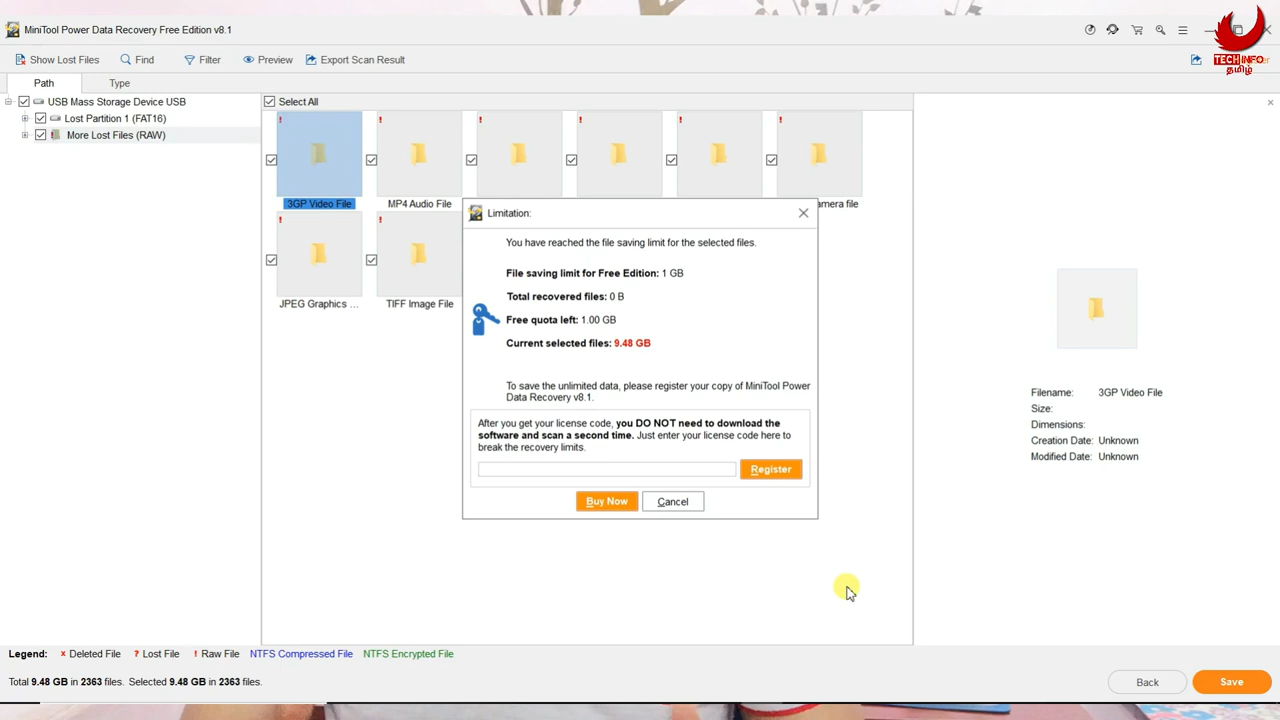 MiniTool Power Data Recovery Free Edition v8.1
TECH INFO
தமிழ்
Show Lost Files Find Filter Preview Export Scan Result
Path Type
USB Mass Storage Device USB
Lost Partition 1 (FAT16)
More Lost Files (RAW)
Select All
3GP Video File MP4 Audio File amera file
JPEG Graphics ... TIFF Image File
Limitation:
You have reached the file saving limit for the selected files.
File saving limit for Free Edition: 1 GB
Total recovered files: 0 B
Free quota left: 1.00 GB
Current selected files: 9.48 GB
To save the unlimited data, please register your copy of MiniTool Power
Data Recovery v8.1.
After you get your license code, you DO NOT need to download the
software and scan a second time. Just enter your license code here to
break the recovery limits.
Register
Buy Now Cancel
Filename: 3GP Video File
Size:
Dimensions:
Creation Date: Unknown
Modified Date: Unknown
Legend: x Deleted File ? Lost File ! Raw File NTFS Compressed File NTFS Encrypted File
Total 9.48 GB in 2363 files. Selected 9.48 GB in 2363 files.
Back Save